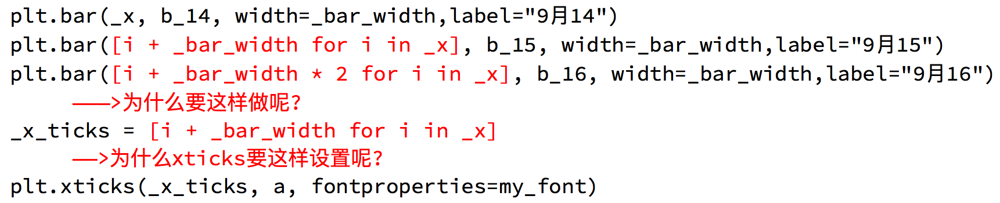 plt.bar(_x, b_14, width=_bar_width,label="9月14")
plt.bar([i + _bar_width for i in _x], b_15, width=_bar_width,label="9月15")
plt.bar([i + _bar_width * 2 for i in _x], b_16, width=_bar_width,label="9月16")
———>为什么要这样做呢?
_x_ticks = [i + _bar_width for i in _x]
——>为什么xticks要这样设置呢?
plt.xticks(_x_ticks, a, fontproperties=my_font)